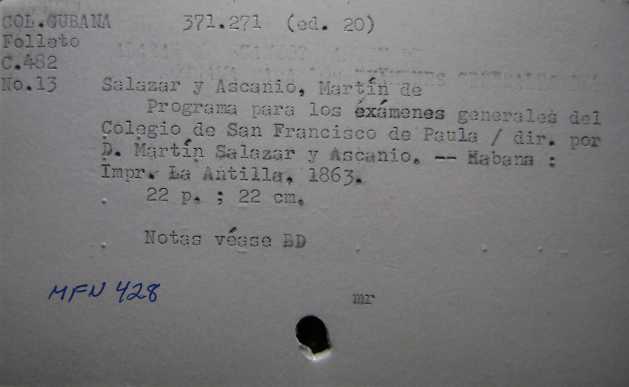 COL.CUBANA 371.271 (ed. 20)
Folleto
C.482
No.13 Salazar y Ascanio, Martín de
Programa para los exámenes generales del
Colegio de San Francisco de Paula / dir. por
D. Martín Salazar y Ascanio. -- Habana :
Impr. La Antilla, 1863.
22 p. ; 22 cm.
Notas véase BD
MFN 428
mr